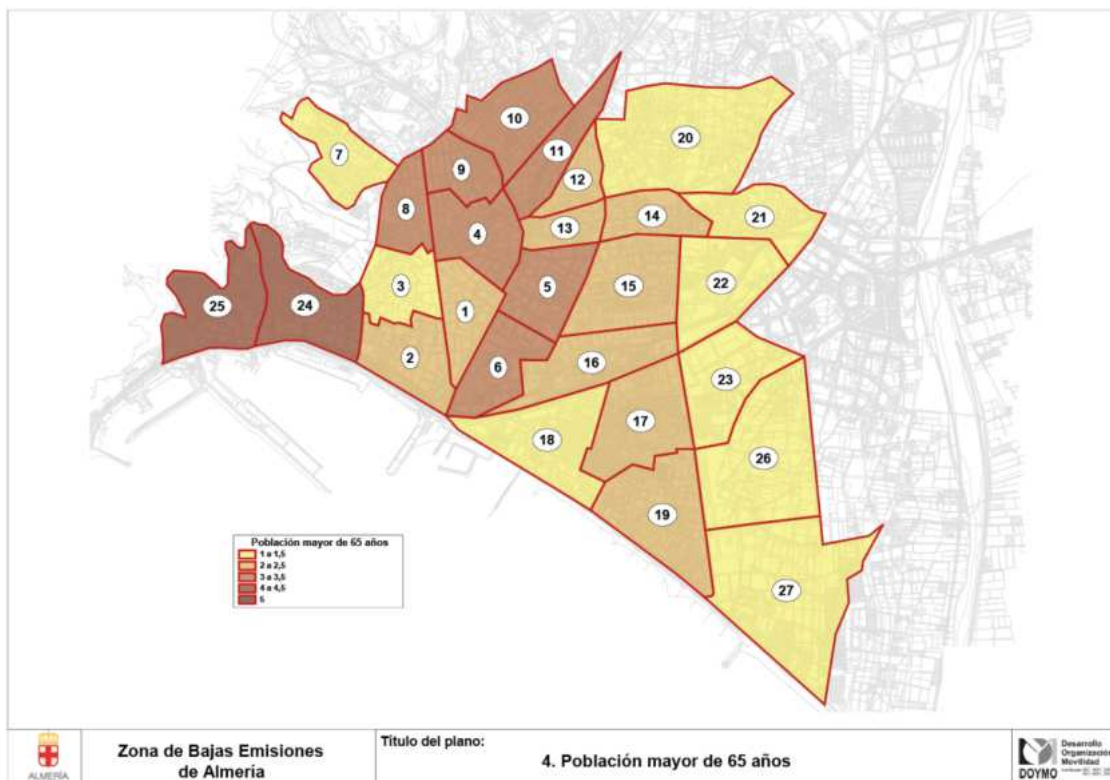 10
20
11
7
9
12
8
14
21
4
13
3
5
15
22
25
24
1
2
6
16
23
17
18
26
19
27
Población mayor de 65 años
1 a 1,5
2 a 2,5
3 a 3,5
4 a 4,5
5
ALMERÍA
Zona de Bajas Emisiones
de Almería
Título del plano:
4. Población mayor de 65 años
DOYMO
Desarrollo
Organización
Movilidad